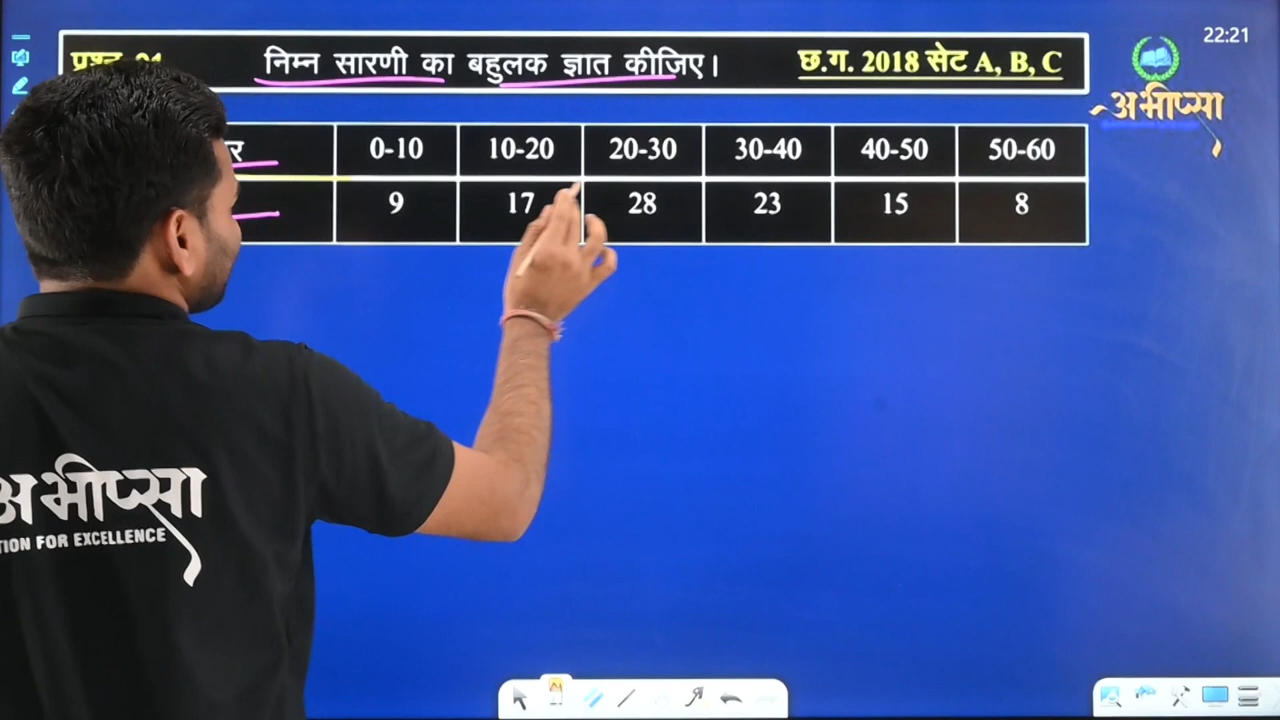 22:21
निम्न सारणी का बहुलक ज्ञात कीजिए। छ.ग. 2018 सेट A, B, C
अभीप्सा
0-10 10-20 20-30 30-40 40-50 50-60
9 17 28 23 15 8
अभीप्सा
TION FOR EXCELLENCE